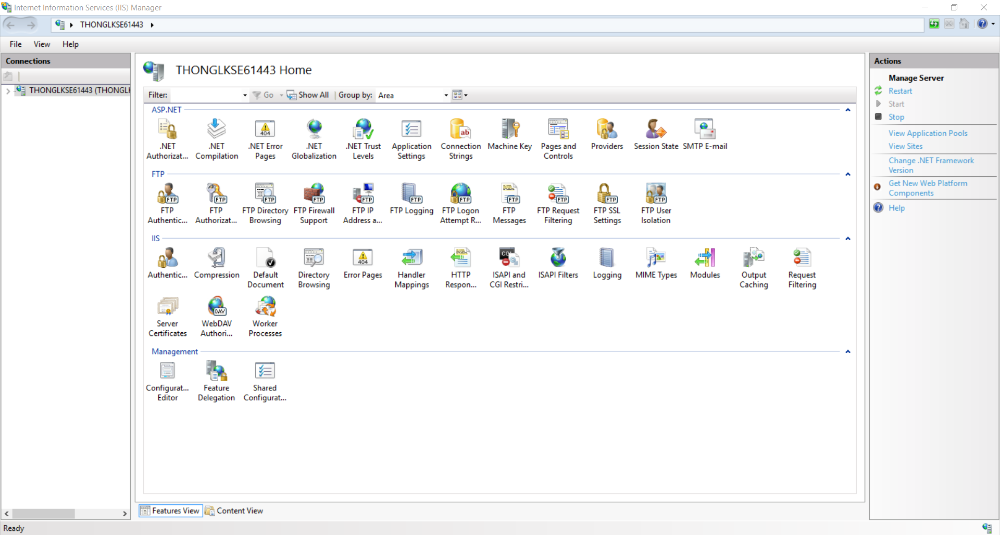 Internet Information Services (IIS) Manager
THONGLKSE61443
File View Help
Connections
THONGLKSE61443 (THONGLK
THONGLKSE61443 Home
Filter: Go Show All Group by: Area
ASP.NET
.NET Authorizat...
.NET Compilation
.NET Error Pages
.NET Globalization
.NET Trust Levels
Application Settings
Connection Strings
Machine Key
Pages and Controls
Providers
Session State
SMTP E-mail
FTP
FTP Authentic...
FTP Authorizat...
FTP Directory Browsing
FTP Firewall Support
FTP IP Address a...
FTP Logging
FTP Logon Attempt R...
FTP Messages
FTP Request Filtering
FTP SSL Settings
FTP User Isolation
IIS
Authentic...
Compression
Default Document
Directory Browsing
Error Pages
Handler Mappings
HTTP Respon...
ISAPI and CGI Restri...
ISAPI Filters
Logging
MIME Types
Modules
Output Caching
Request Filtering
Server Certificates
WebDAV Authori...
Worker Processes
Management
Configurat... Editor
Feature Delegation
Shared Configurat...
Features View Content View
Actions
Manage Server
Restart
Start
Stop
View Application Pools
View Sites
Change .NET Framework
Version
Get New Web Platform
Components
Help
Ready